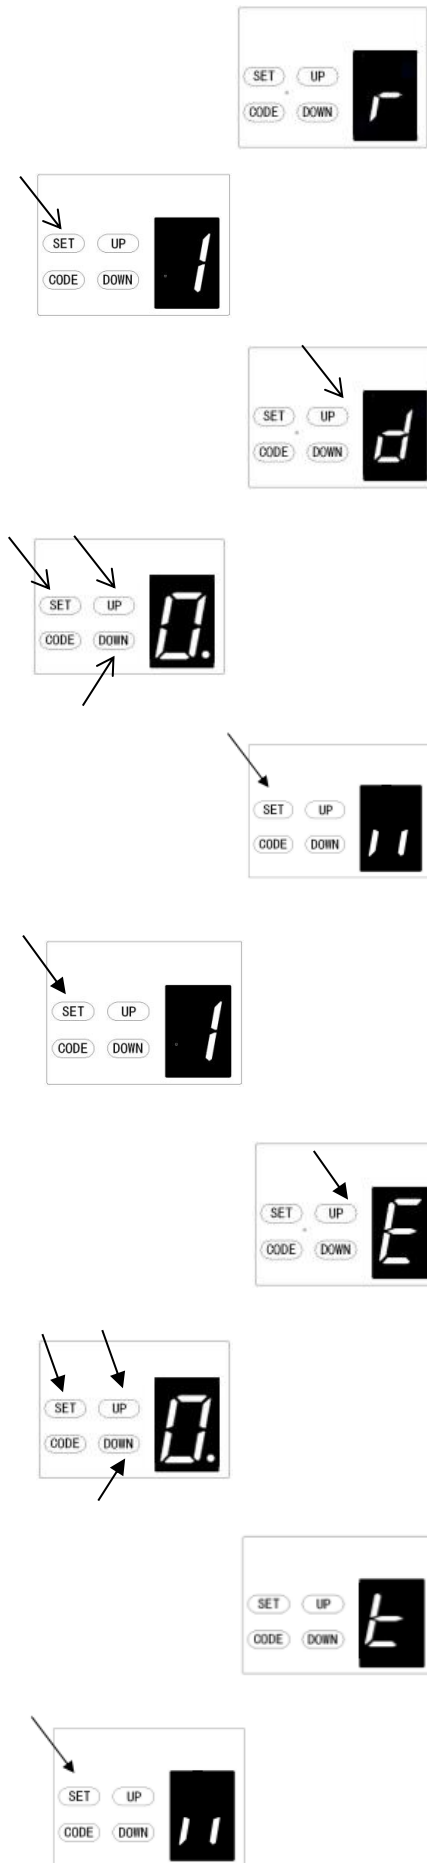 SET UP
CODE DOWN
r
SET UP
CODE DOWN
1
SET UP
CODE DOWN
d
SET UP
CODE DOWN
0.
SET UP
CODE DOWN
11
SET UP
CODE DOWN
1
SET UP
CODE DOWN
E
SET UP
CODE DOWN
0.
SET UP
CODE DOWN
t
SET UP
CODE DOWN
11